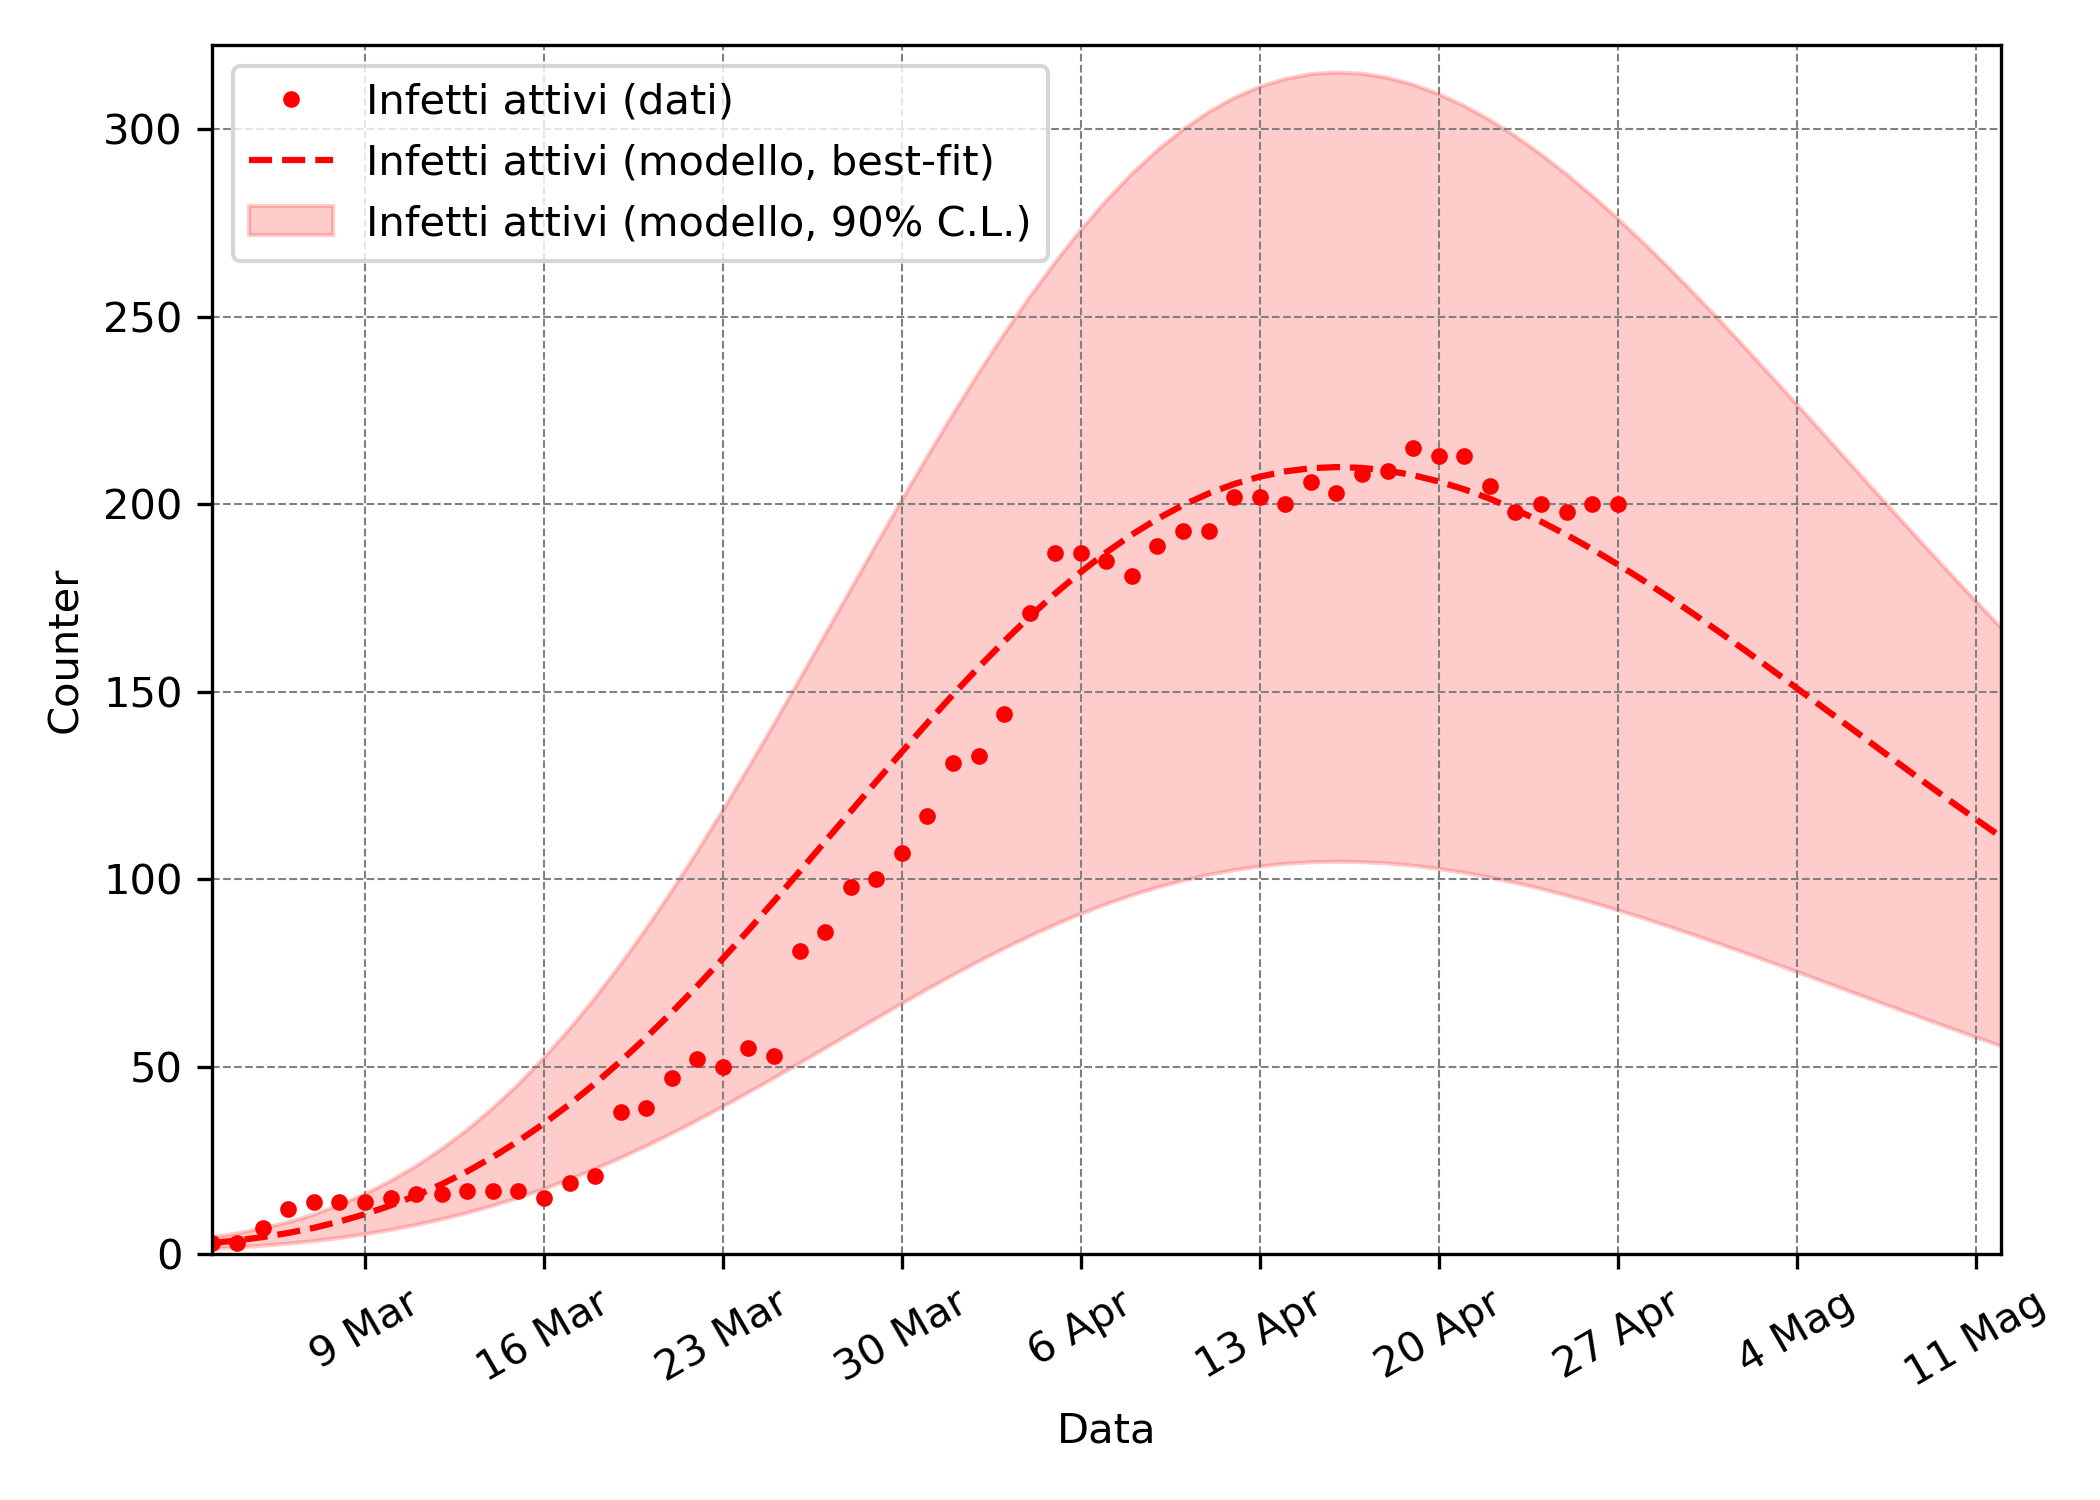 Infetti attivi (dati)
Infetti attivi (modello, best-fit)
Infetti attivi (modello, 90% C.L.)
300
250
200
150
100
50
0
Counter
9 Mar
16 Mar
23 Mar
30 Mar
6 Apr
13 Apr
20 Apr
27 Apr
4 Mag
11 Mag
Data